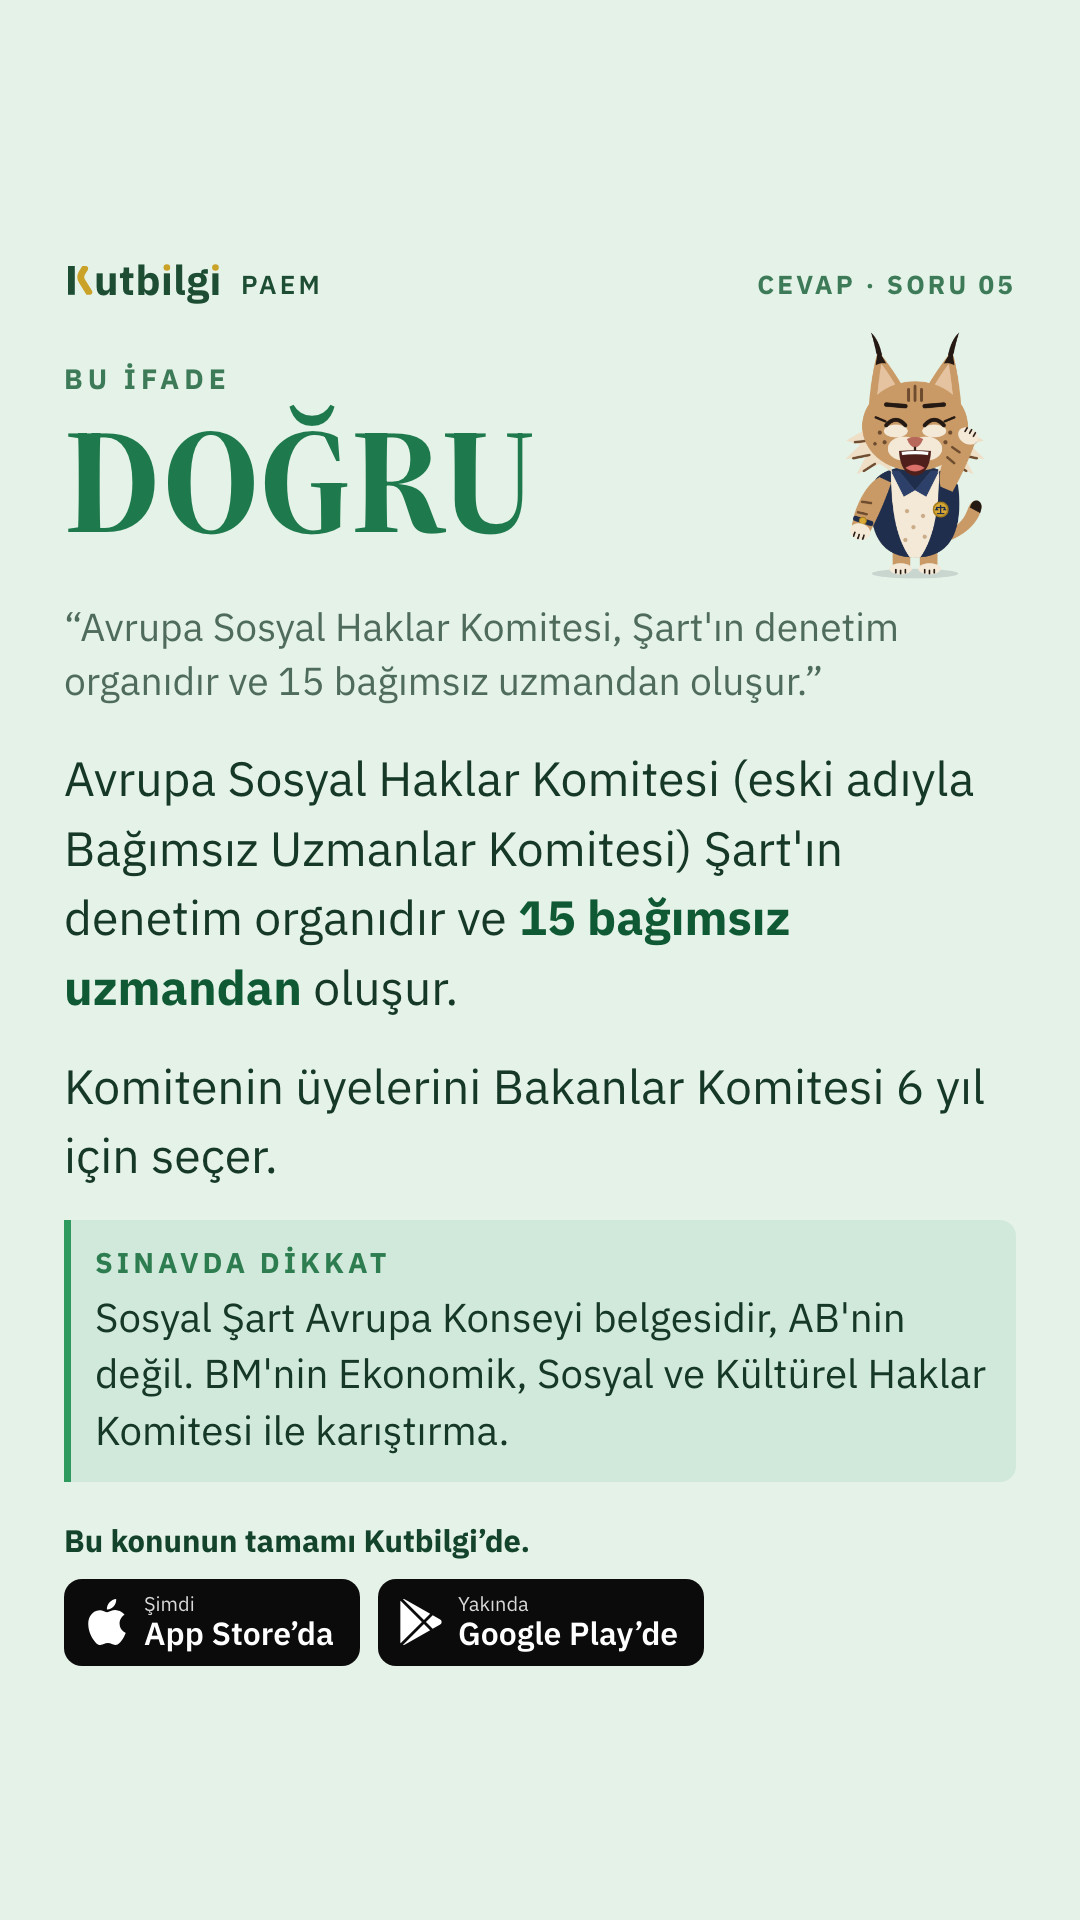 Kutbilgi PAEM
CEVAP · SORU 05
BU İFADE
DOĞRU
“Avrupa Sosyal Haklar Komitesi, Şart'ın denetim
organıdır ve 15 bağımsız uzmandan oluşur.”
Avrupa Sosyal Haklar Komitesi (eski adıyla
Bağımsız Uzmanlar Komitesi) Şart'ın
denetim organıdır ve 15 bağımsız
uzmandan oluşur.
Komitenin üyelerini Bakanlar Komitesi 6 yıl
için seçer.
SINAVDA DİKKAT
Sosyal Şart Avrupa Konseyi belgesidir, AB'nin
değil. BM'nin Ekonomik, Sosyal ve Kültürel Haklar
Komitesi ile karıştırma.
Bu konunun tamamı Kutbilgi’de.
Şimdi
App Store’da
Yakında
Google Play’de